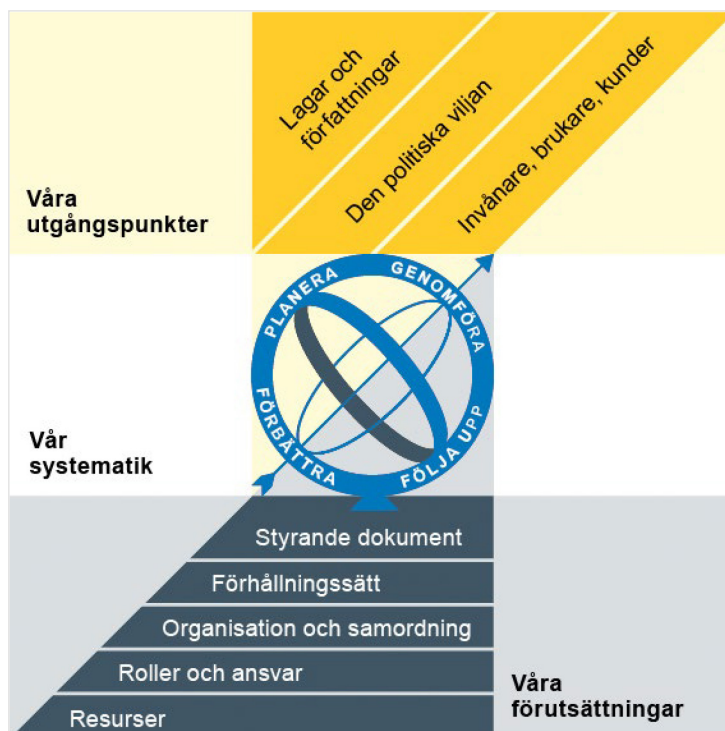 Lagar och
författningar
Den politiska viljan
Invånare, brukare, kunder
Våra
utgångspunkter
PLANERA
GENOMFÖRA
FÖRBÄTTRA
FÖLJA UPP
Vår
systematik
Styrande dokument
Förhållningssätt
Organisation och samordning
Roller och ansvar
Resurser
Våra
förutsättningar